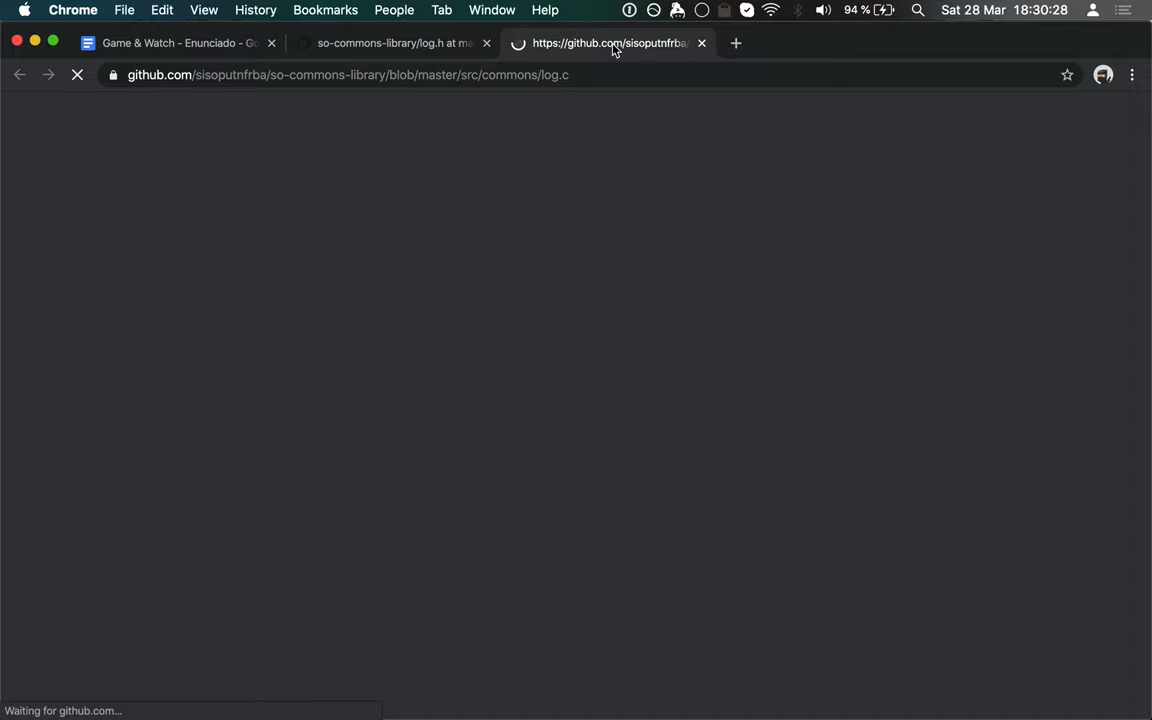 Chrome File Edit View History Bookmarks People Tab Window Help 94 % Sat 28 Mar 18:30:28
Game & Watch - Enunciado - Go so-commons-library/log.h at ma https://github.com/sisoputnfrba/
github.com/sisoputnfrba/so-commons-library/blob/master/src/commons/log.c
Waiting for github.com...